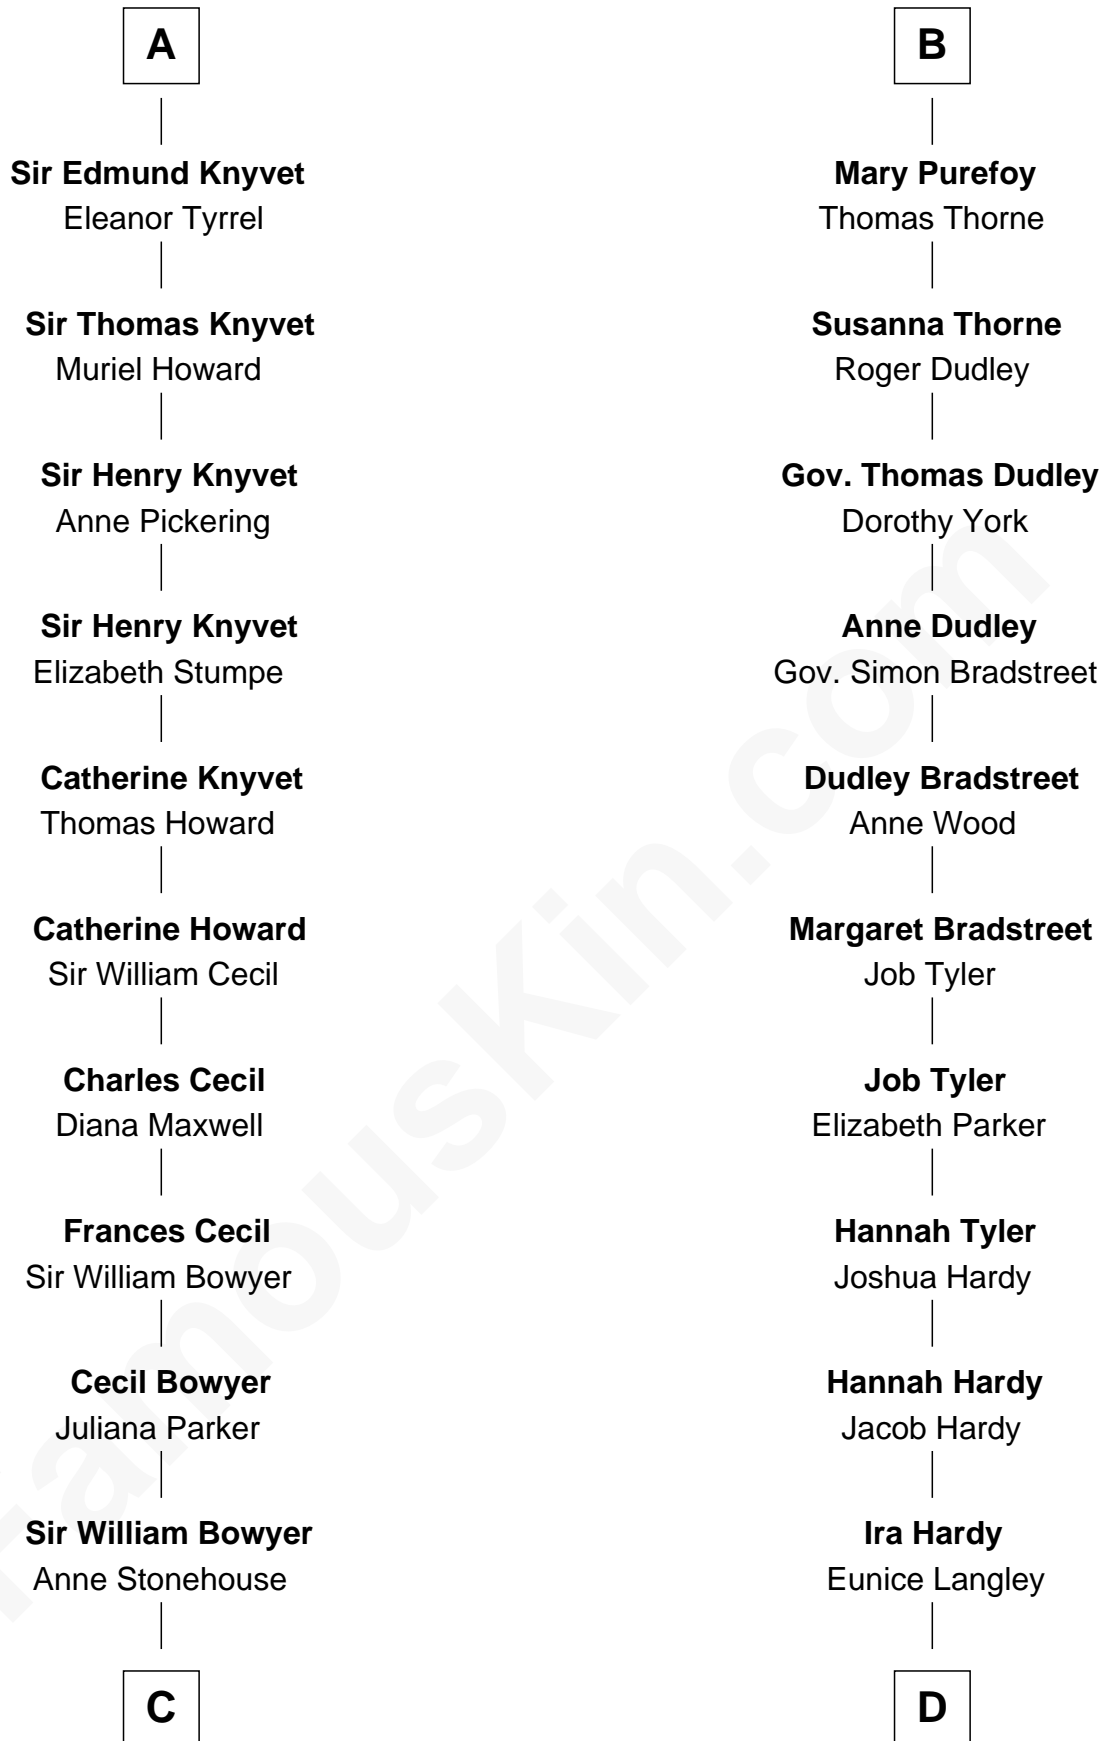 A
Sir Edmund Knyvet
Eleanor Tyrrel
Sir Thomas Knyvet
Muriel Howard
Sir Henry Knyvet
Anne Pickering
Sir Henry Knyvet
Elizabeth Stumpe
Catherine Knyvet
Thomas Howard
Catherine Howard
Sir William Cecil
Charles Cecil
Diana Maxwell
Frances Cecil
Sir William Bowyer
Cecil Bowyer
Juliana Parker
Sir William Bowyer
Anne Stonehouse
C
B
Mary Purefoy
Thomas Thorne
Susanna Thorne
Roger Dudley
Gov. Thomas Dudley
Dorothy York
Anne Dudley
Gov. Simon Bradstreet
Dudley Bradstreet
Anne Wood
Margaret Bradstreet
Job Tyler
Job Tyler
Elizabeth Parker
Hannah Tyler
Joshua Hardy
Hannah Hardy
Jacob Hardy
Ira Hardy
Eunice Langley
D
FamousKin.com